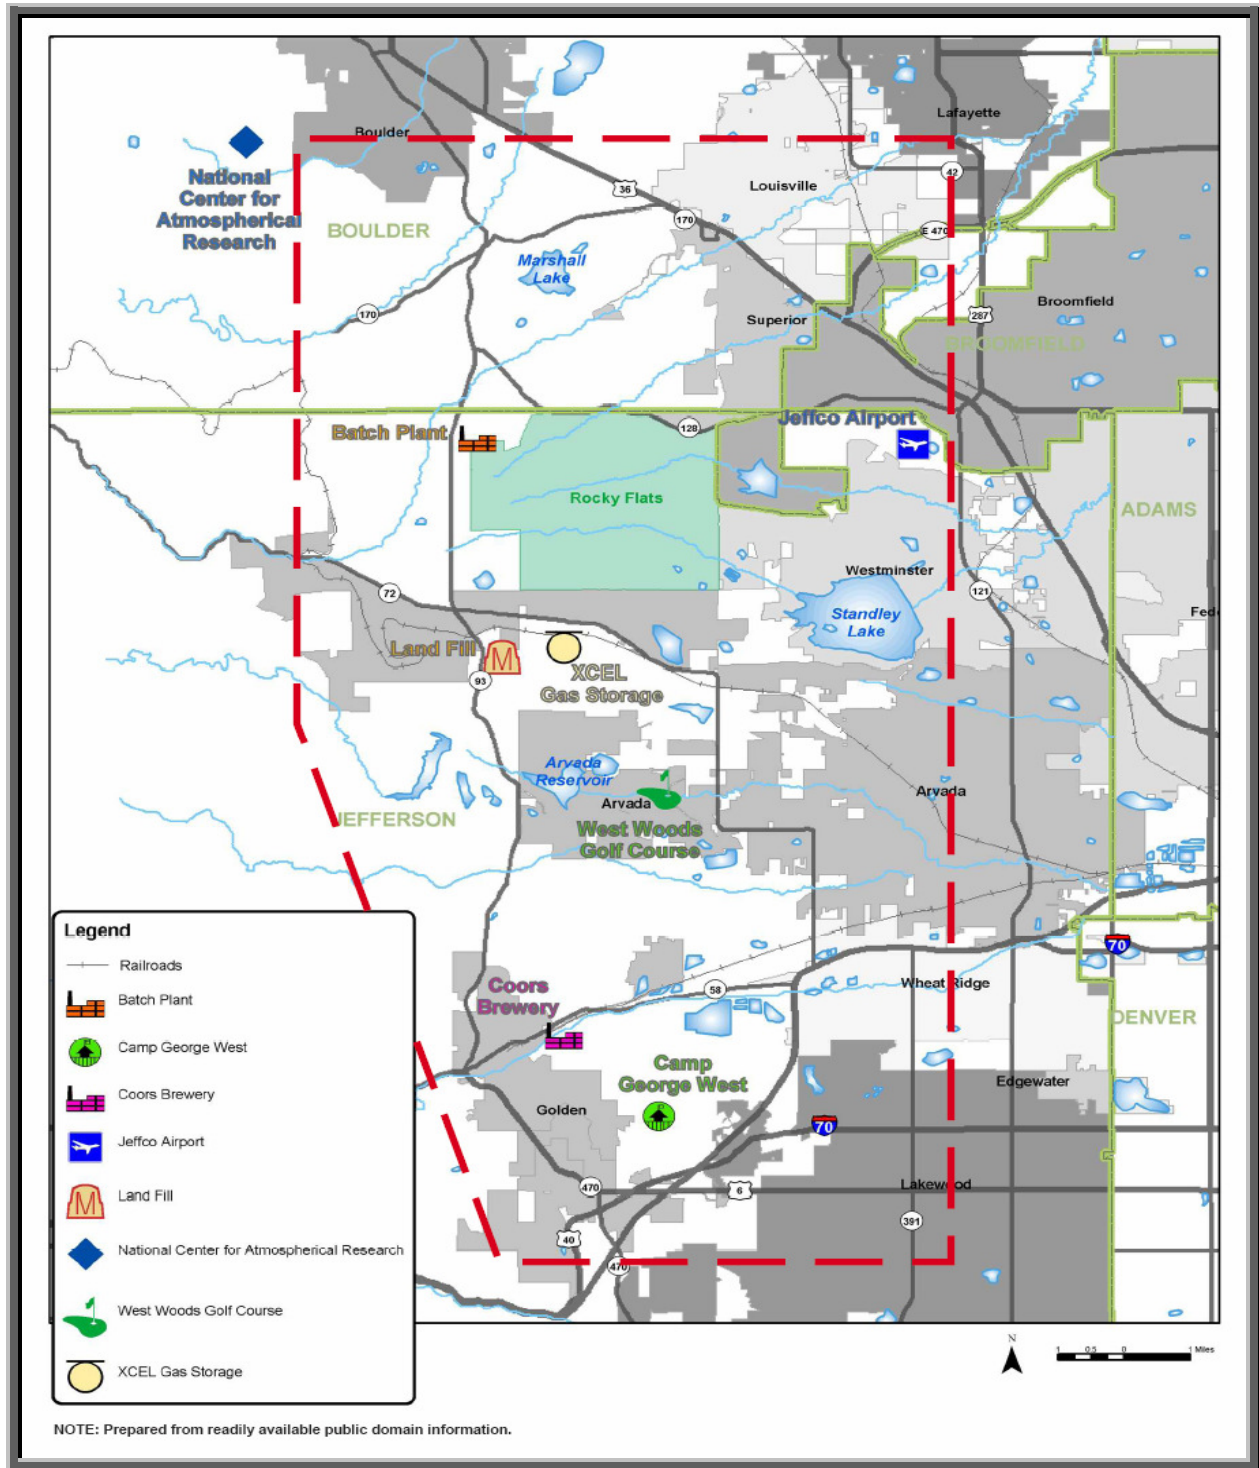 Boulder
Lafayette
National
Center for
Atmospherical
Research
36
42
Louisville
170
BOULDER
E 470
Marshall
Lake
Broomfield
170
Superior
287
BROOMFIELD
Jeffco Airport
Batch Plant
128
Rocky Flats
ADAMS
Westminster
72
121
Standley
Lake
Fede
Land Fill
XCEL
Gas Storage
93
Arvada
Reservoir
Arvada
Arvada
JEFFERSON
West Woods
Golf Course
70
Coors
Brewery
58
Wheat Ridge
DENVER
Camp
George West
Edgewater
Golden
70
470
6
Lakewood
391
40
470
Legend
Railroads
Batch Plant
Camp George West
Coors Brewery
Jeffco Airport
M
Land Fill
National Center for Atmospherical Research
West Woods Golf Course
XCEL Gas Storage
N
1 0.5 0 1 Miles
NOTE: Prepared from readily available public domain information.